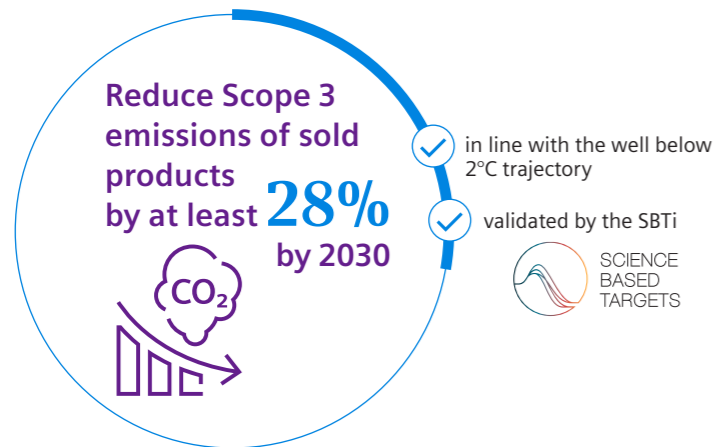 Reduce Scope 3
emissions of sold
products
by at least 28%
by 2030
CO₂
in line with the well below
2°C trajectory
validated by the SBTi
SCIENCE
BASED
TARGETS